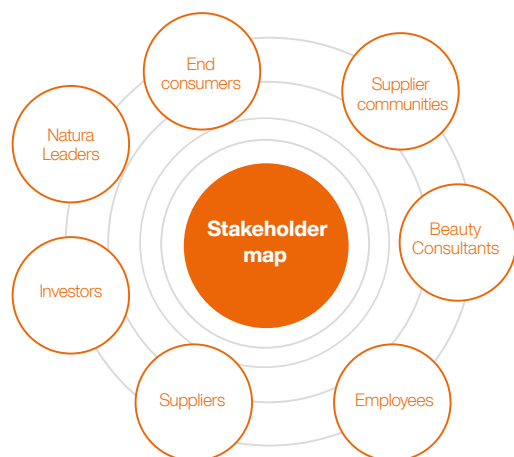 End
consumers
Supplier
communities
Natura
Leaders
Stakeholder
map
Beauty
Consultants
Investors
Suppliers
Employees